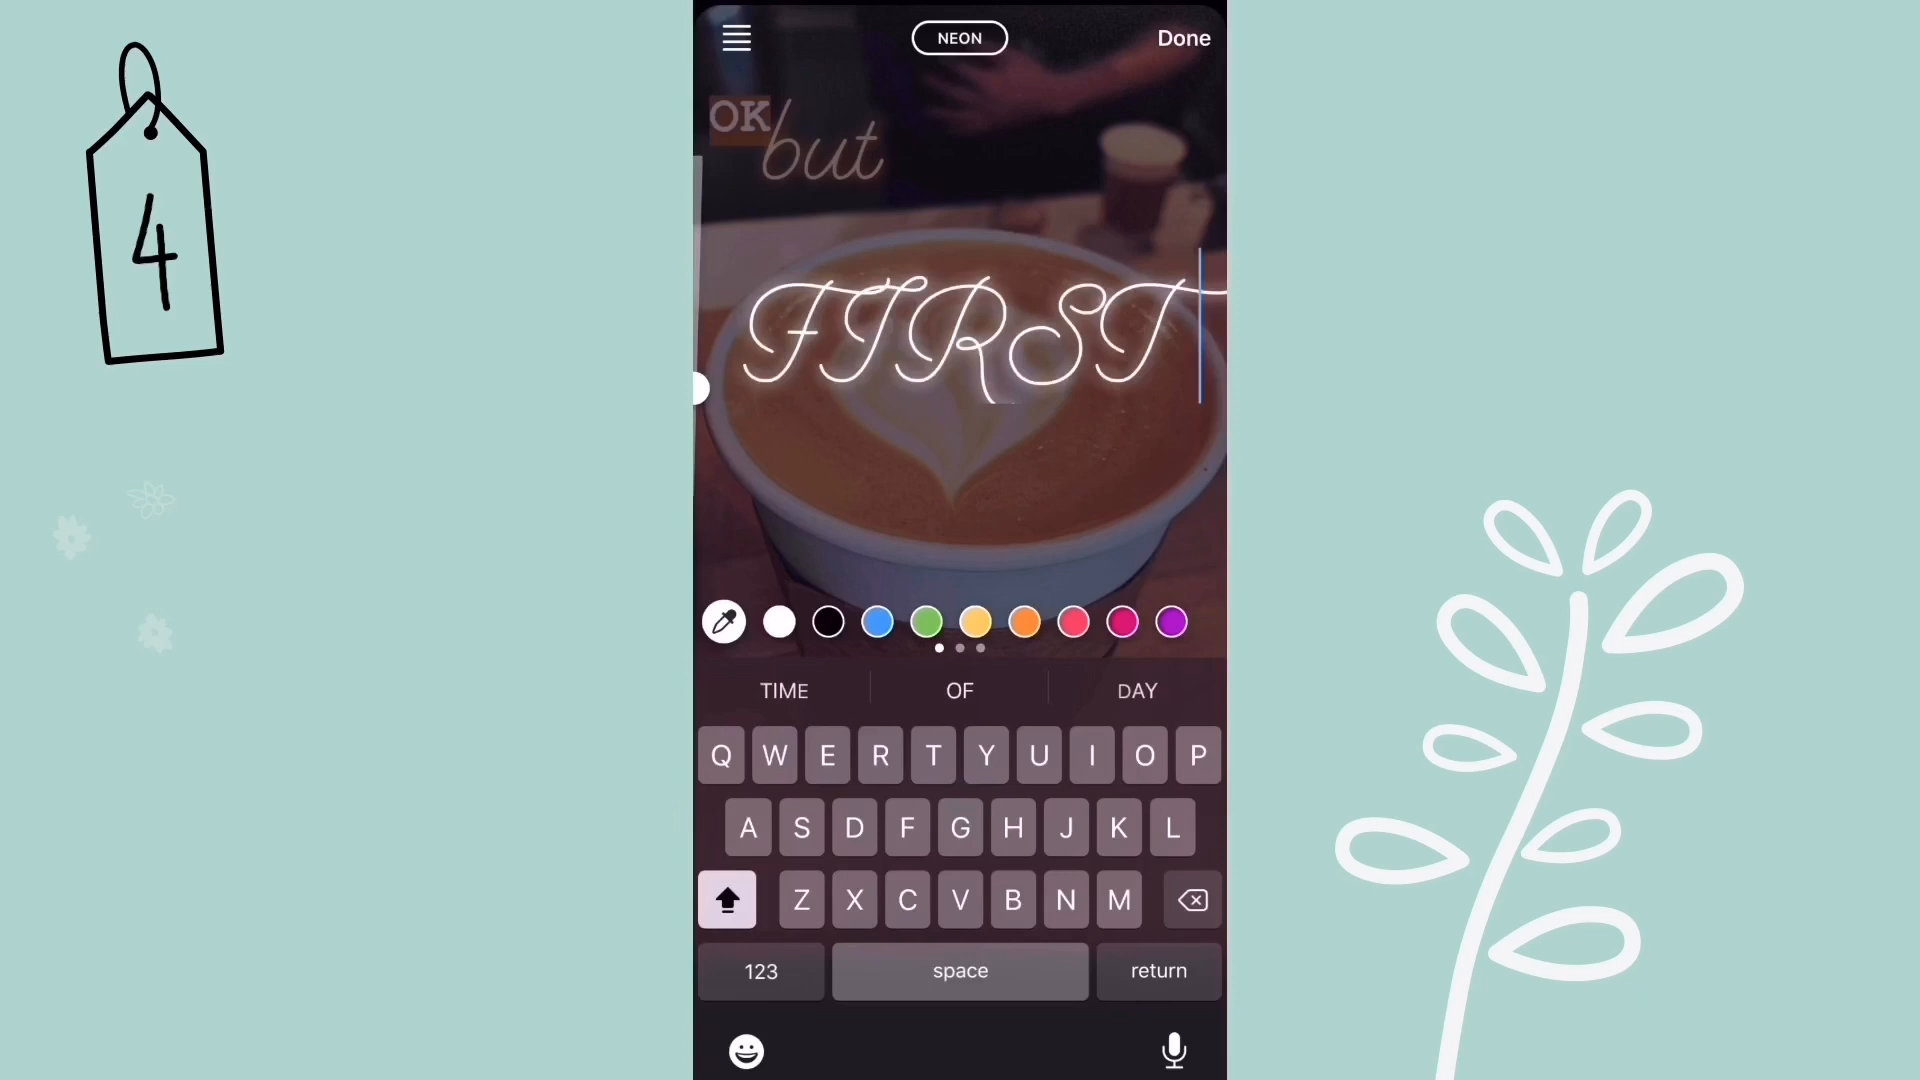 NEON Done
OK
but
4
FIRST
TIME OF DAY
Q W E R T Y U I O P
A S D F G H J K L
Z X C V B N M
123 space return